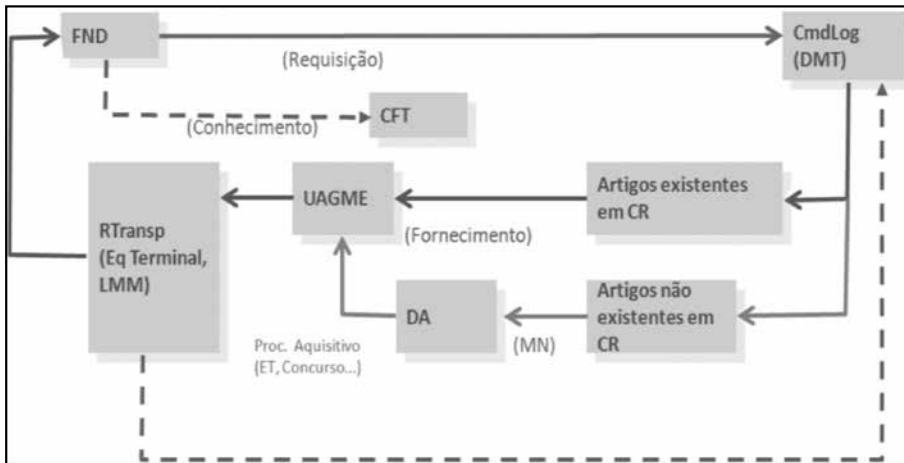 FND
(Requisição)
CmdLog
(DMT)
(Conhecimento)
CFT
RTransp
(Eq Terminal,
LMM)
UAGME
(Fornecimento)
Artigos existentes
em CR
Proc. Aquisitivo
(ET, Concurso...)
DA
(MN)
Artigos não
existentes em
CR